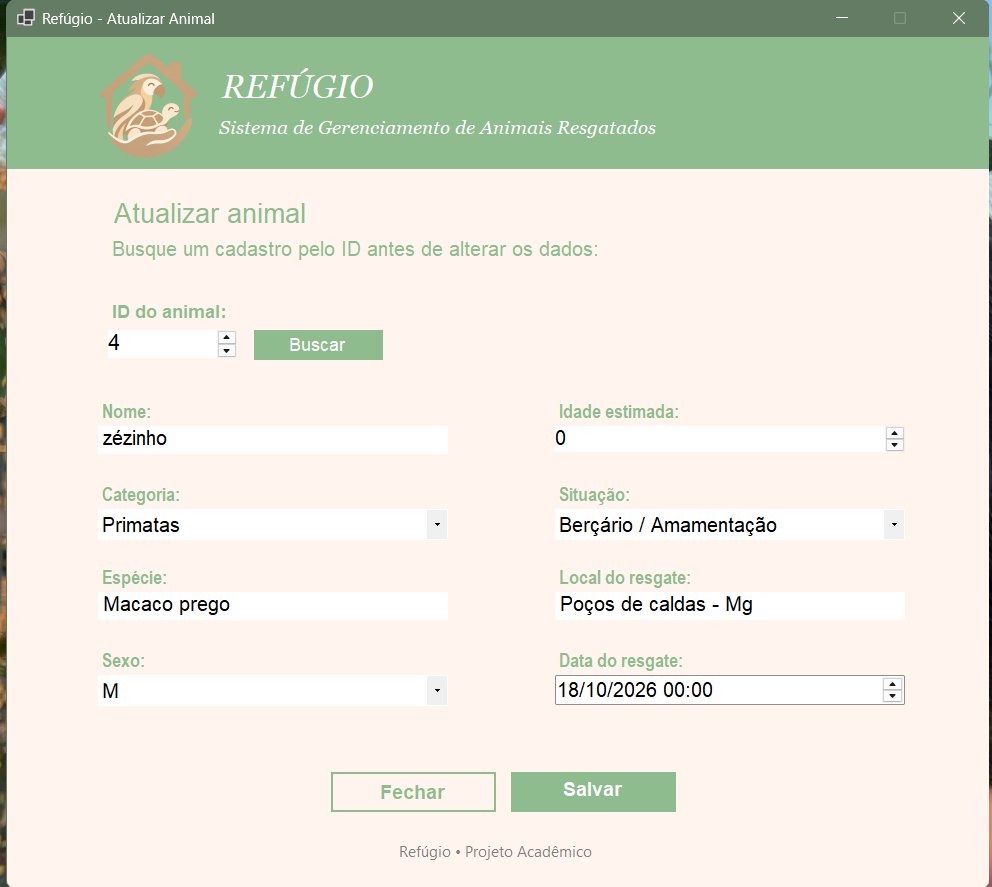 Refúgio - Atualizar Animal
REFÚGIO
Sistema de Gerenciamento de Animais Resgatados
Atualizar animal
Busque um cadastro pelo ID antes de alterar os dados:
ID do animal:
4
Buscar
Nome:
zézinho
Idade estimada:
0
Categoria:
Primatas
Situação:
Berçário / Amamentação
Espécie:
Macaco prego
Local do resgate:
Poços de caldas - Mg
Sexo:
M
Data do resgate:
18/10/2026 00:00
Fechar
Salvar
Refúgio • Projeto Acadêmico